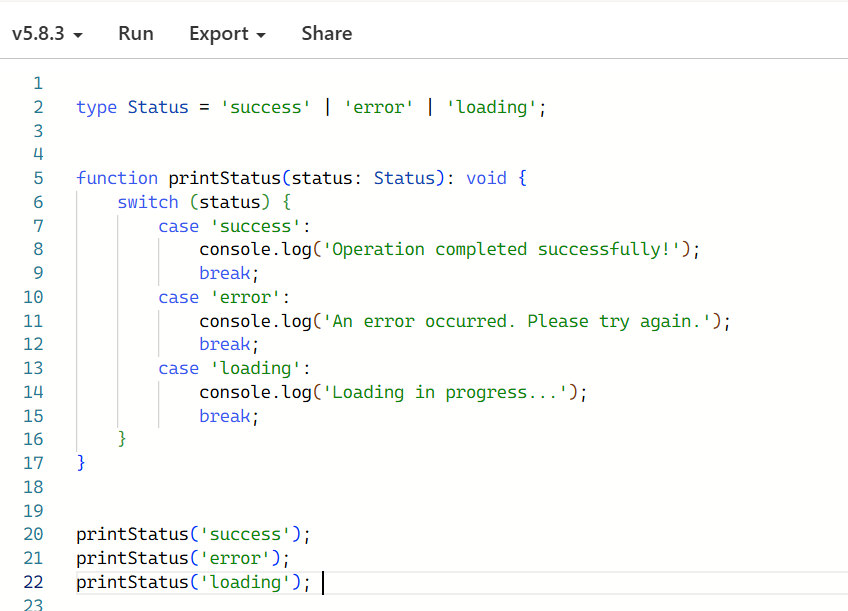 v5.8.3 Run Export Share
1
2 type Status = 'success' | 'error' | 'loading';
3
4
5 function printStatus(status: Status): void {
6     switch (status) {
7         case 'success':
8             console.log('Operation completed successfully!');
9             break;
10         case 'error':
11             console.log('An error occurred. Please try again.');
12             break;
13         case 'loading':
14             console.log('Loading in progress...');
15             break;
16     }
17 }
18
19
20 printStatus('success');
21 printStatus('error');
22 printStatus('loading');
23